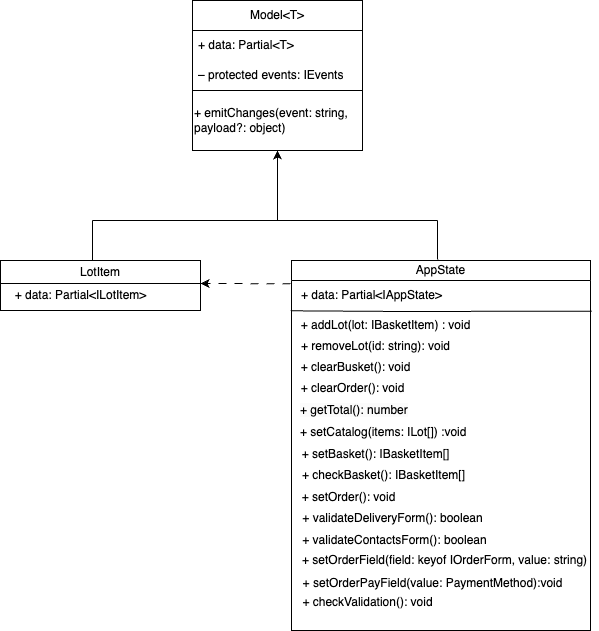 Model<T>
+ data: Partial<T>
– protected events: IEvents
+ emitChanges(event: string,
payload?: object)
LotItem
+ data: Partial<ILotItem>
AppState
+ data: Partial<IAppState>
+ addLot(lot: IBasketItem) : void
+ removeLot(id: string): void
+ clearBusket(): void
+ clearOrder(): void
+ getTotal(): number
+ setCatalog(items: ILot[]) :void
+ setBasket(): IBasketItem[]
+ checkBasket(): IBasketItem[]
+ setOrder(): void
+ validateDeliveryForm(): boolean
+ validateContactsForm(): boolean
+ setOrderField(field: keyof IOrderForm, value: string)
+ setOrderPayField(value: PaymentMethod):void
+ checkValidation(): void